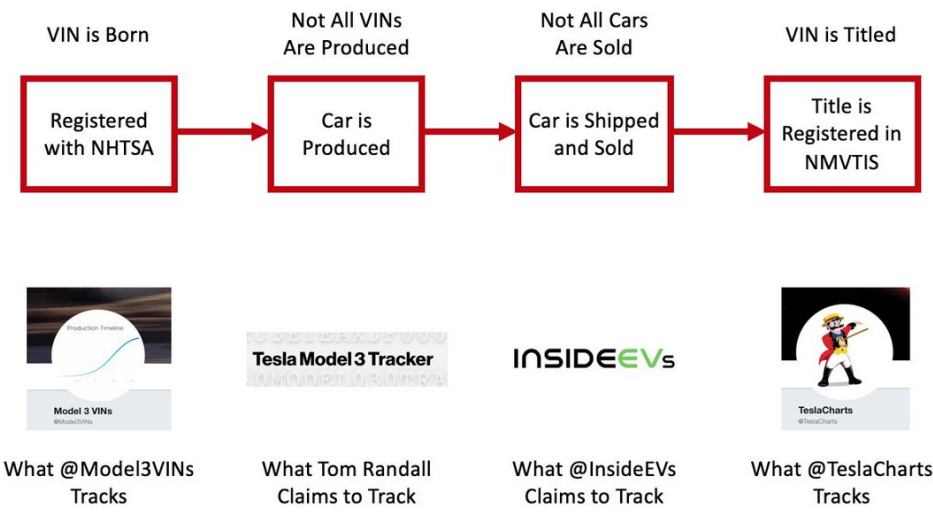 VIN is Born
Not All VINs
Are Produced
Not All Cars
Are Sold
VIN is Titled
Registered
with NHTSA
Car is
Produced
Car is Shipped
and Sold
Title is
Registered in
NMVTIS
Production Timeline
Model 3 VINs
@Model3VINs
Tesla Model 3 Tracker
INSIDEEVs
TeslaCharts
@TeslaCharts
What @Model3VINs
Tracks
What Tom Randall
Claims to Track
What @InsideEVs
Claims to Track
What @TeslaCharts
Tracks